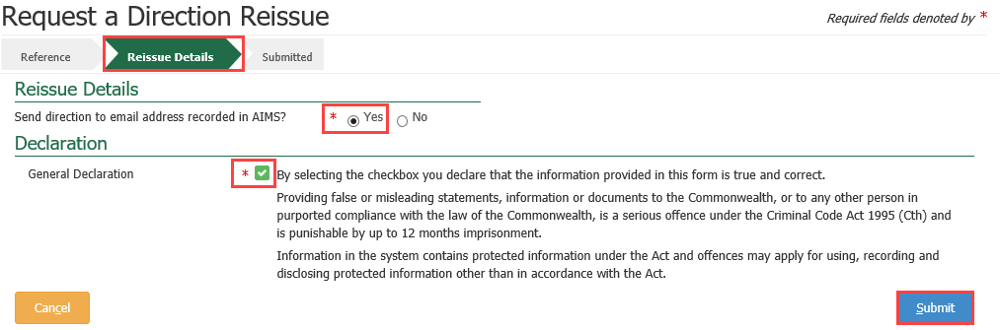 Request a Direction Reissue
Required fields denoted by *
Reference
Reissue Details
Submitted
Reissue Details
Send direction to email address recorded in AIMS? * Yes No
Declaration
General Declaration * By selecting the checkbox you declare that the information provided in this form is true and correct.
Providing false or misleading statements, information or documents to the Commonwealth, or to any other person in
purported compliance with the law of the Commonwealth, is a serious offence under the Criminal Code Act 1995 (Cth) and
is punishable by up to 12 months imprisonment.
Information in the system contains protected information under the Act and offences may apply for using, recording and
disclosing protected information other than in accordance with the Act.
Cancel
Submit